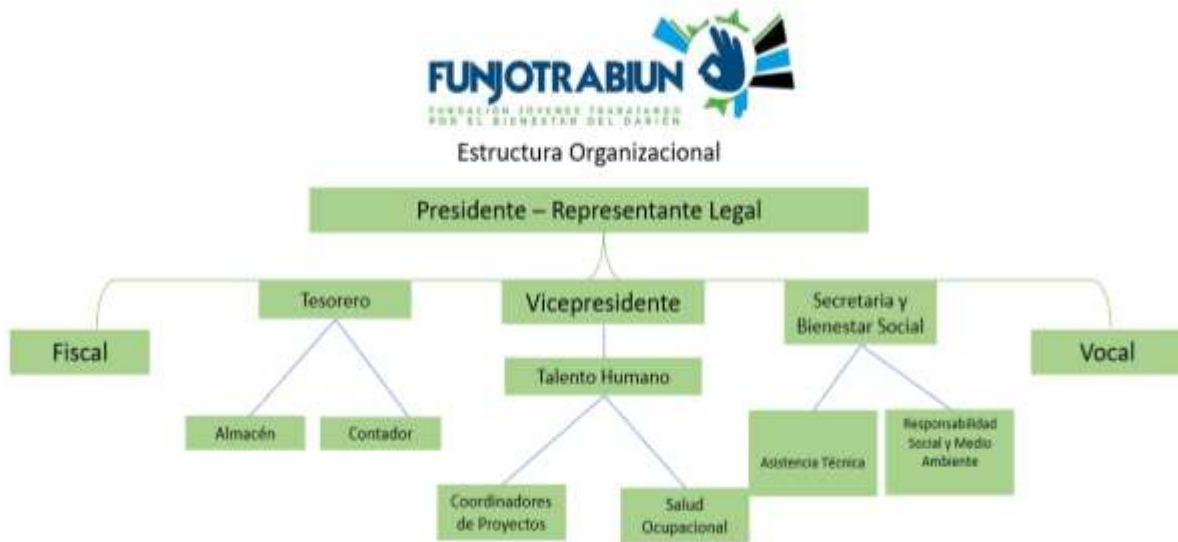 FUNJOTRABIUN
FUNDACIÓN JÓVENES TRABAJANDO
POR EL BIENESTAR DEL DARIÉN
Estructura Organizacional
Presidente – Representante Legal
Tesorero
Vicepresidente
Secretaria y
Bienestar Social
Fiscal
Vocal
Talento Humano
Almacén
Contador
Asistencia Técnica
Responsabilidad
Social y Medio
Ambiente
Coordinadores
de Proyectos
Salud
Ocupacional